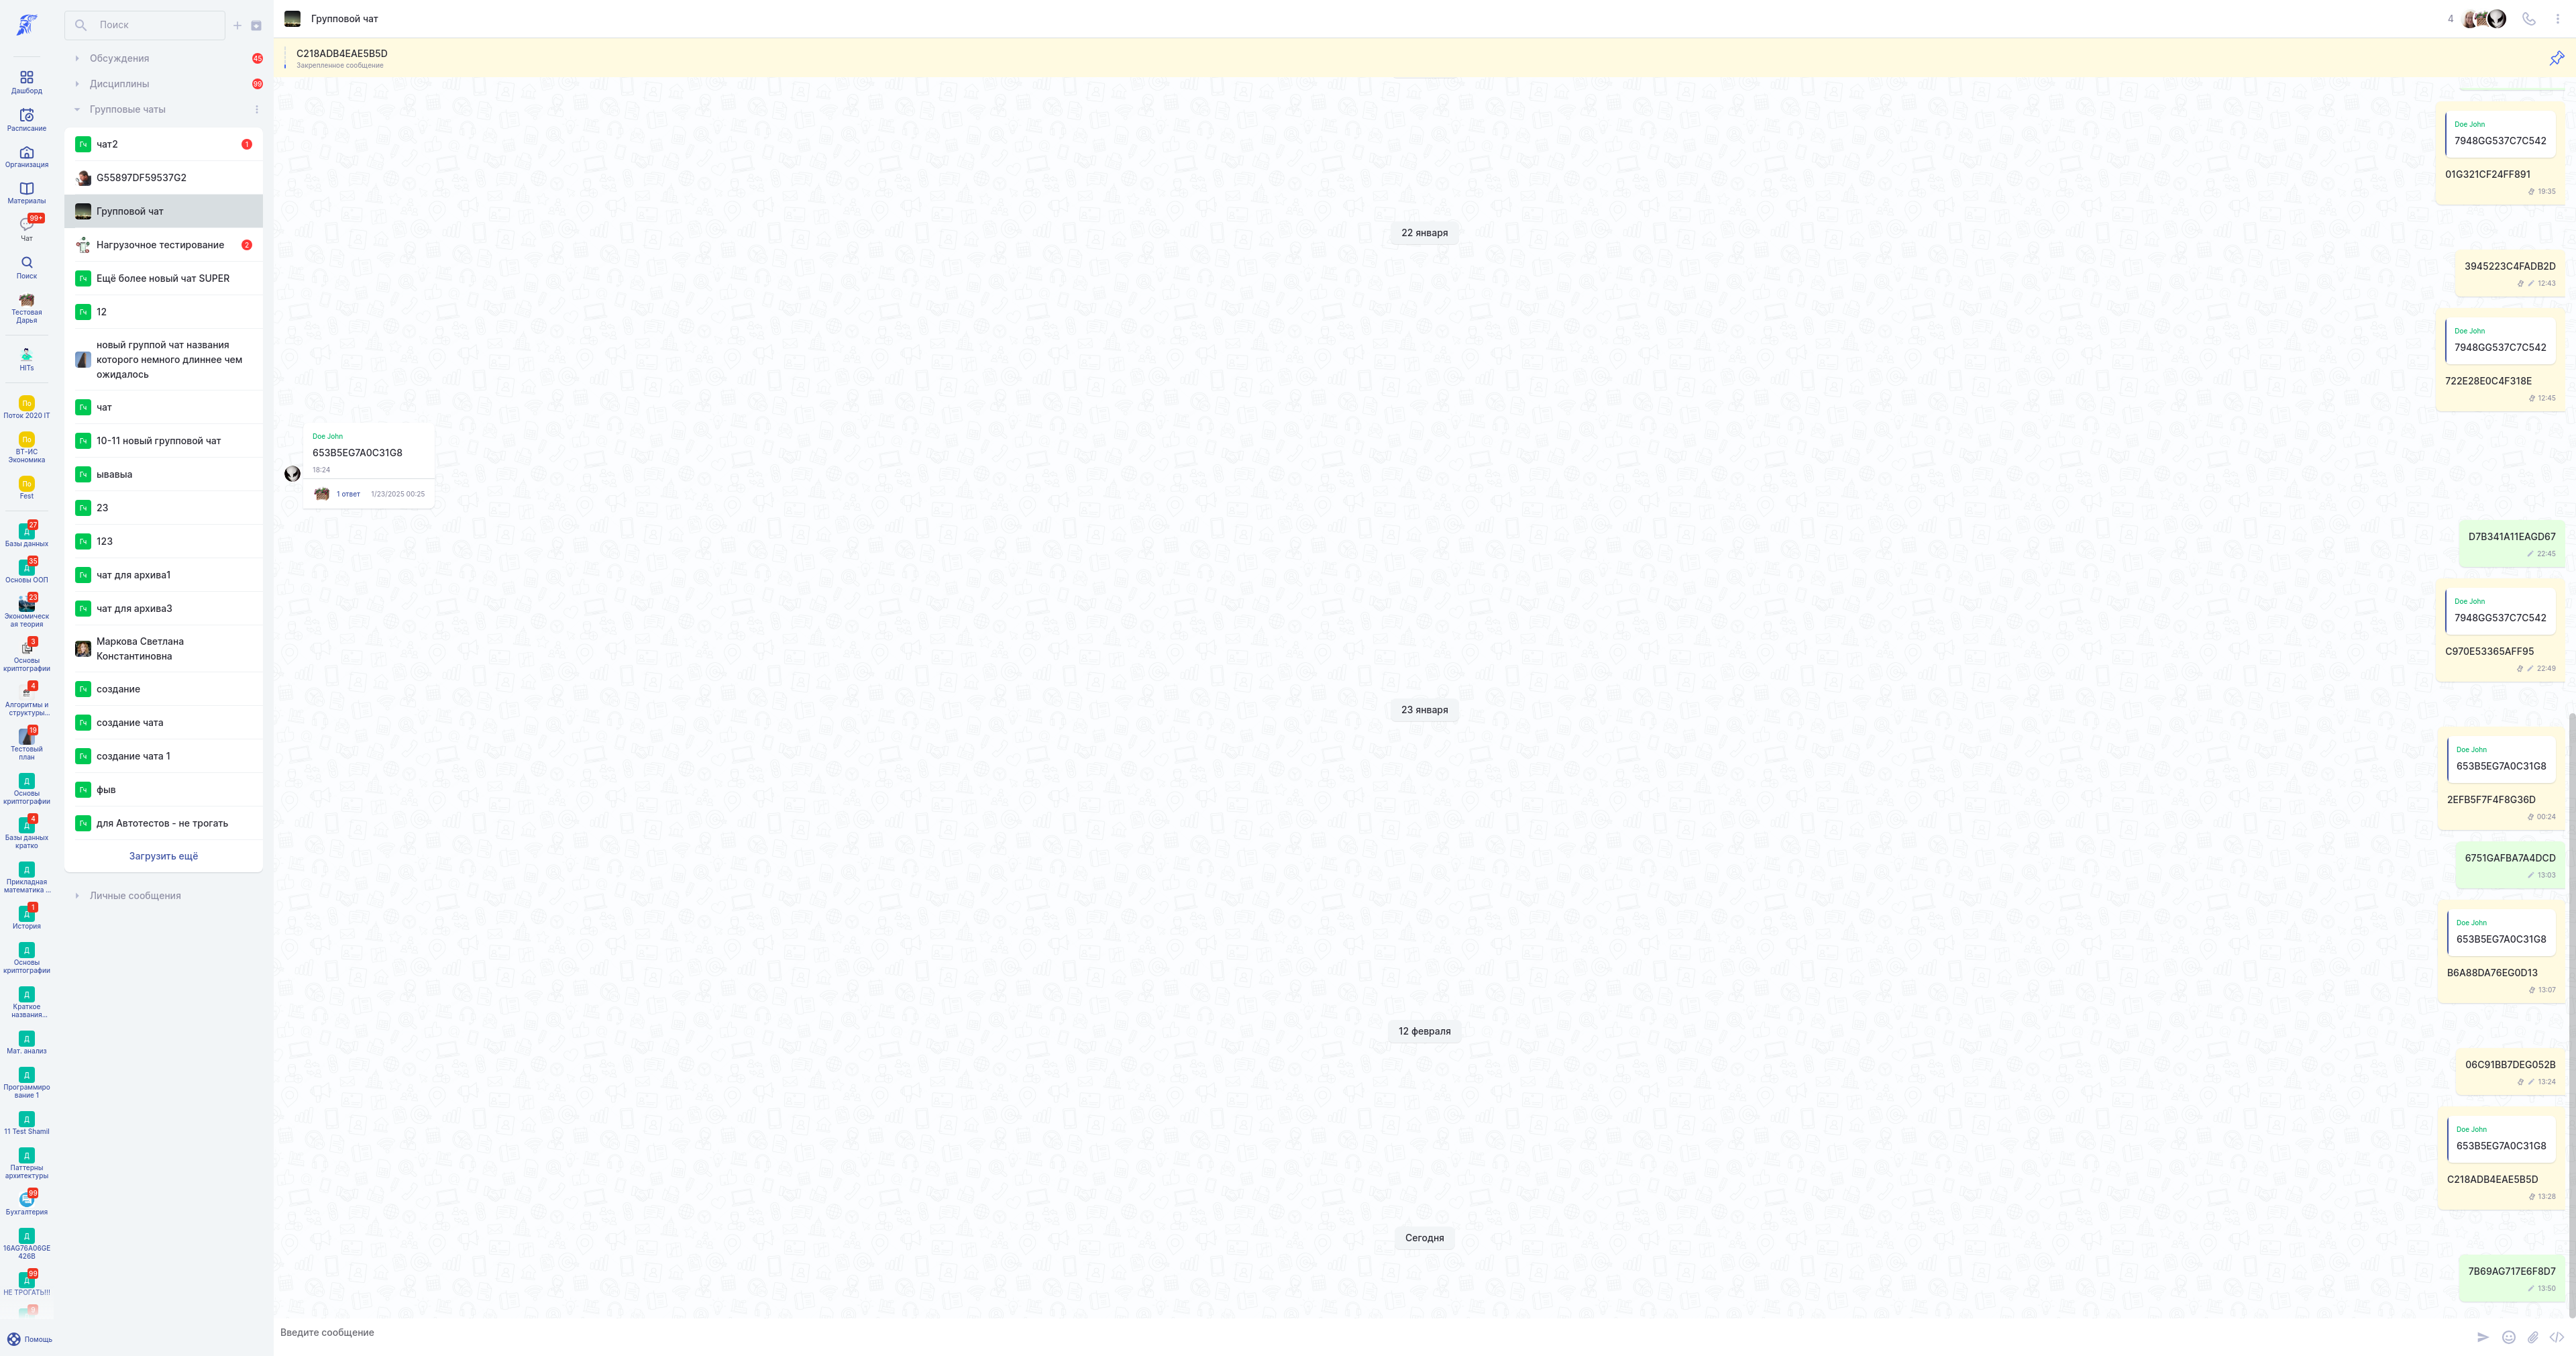 Дашборд
Расписание
Организация
Материалы
99+
Чат
Поиск
Тестовая
Дарья
HITs
По
Поток 2020 IT
По
ВТ-ИС
Экономика
По
Fest
27
Д
Базы данных
35
Д
Основы ООП
23
Экономическ
ая теория
3
Основы
криптографии
4
Алгоритмы и
структуры...
19
Тестовый
план
Д
Основы
криптографии
4
Д
Базы данных
кратко
Д
Прикладная
математика ...
1
Д
История
Д
Основы
криптографии
Д
Краткое
названия...
Д
Мат. анализ
Д
Программиро
вание 1
Д
11 Test Shamil
Д
Паттерны
архитектуры
99
Бухгалтерия
Д
16AG76A06GE
426B
99
Д
НЕ ТРОГАТЬ!!!
Помощь
Поиск
Обсуждения 45
Дисциплины 99
Групповые чаты
Гч чат2 1
G55897DF59537G2
Групповой чат
Нагрузочное тестирование 2
Гч Ещё более новый чат SUPER
Гч 12
новый группой чат названия
которого немного длиннее чем
ожидалось
Гч чат
Гч 10-11 новый групповой чат
Гч ывавыа
Гч 23
Гч 123
Гч чат для архива1
Гч чат для архива3
Маркова Светлана
Константиновна
Гч создание
Гч создание чата
Гч создание чата 1
Гч фыв
Гч для Автотестов - не трогать
Загрузить ещё
Личные сообщения
Групповой чат 4
C218ADB4EAE5B5D
Закрепленное сообщение
Doe John
7948GG537C7C542
01G321CF24FF891
19:35
22 января
3945223C4FADB2D
12:43
Doe John
7948GG537C7C542
722E28E0C4F318E
12:45
Doe John
653B5EG7A0C31G8
18:24
1 ответ 1/23/2025 00:25
D7B341A11EAGD67
22:45
Doe John
7948GG537C7C542
C970E53365AFF95
22:49
23 января
Doe John
653B5EG7A0C31G8
2EFB5F7F4F8G36D
00:24
6751GAFBA7A4DCD
13:03
Doe John
653B5EG7A0C31G8
B6A88DA76EG0D13
13:07
12 февраля
06C91BB7DEG052B
13:24
Doe John
653B5EG7A0C31G8
C218ADB4EAE5B5D
13:28
Сегодня
7B69AG717E6F8D7
13:50
Введите сообщение